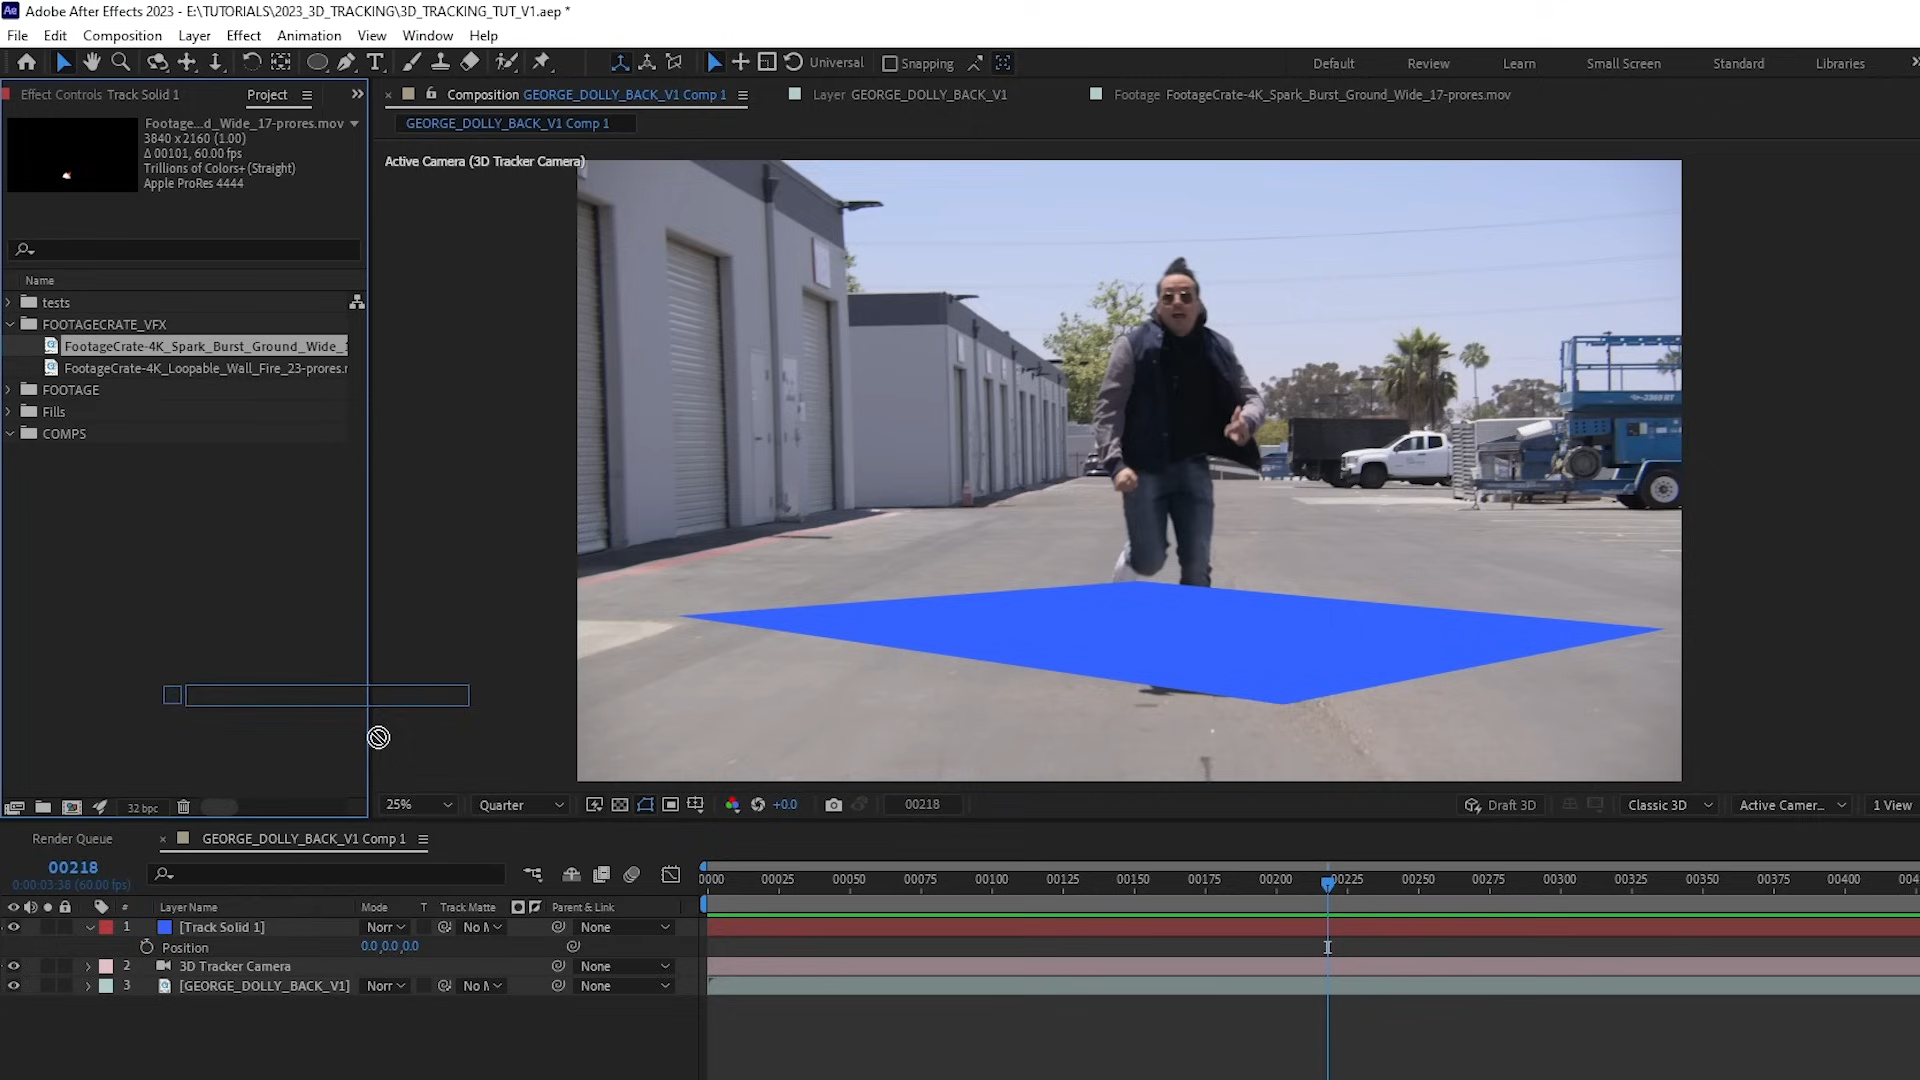 Adobe After Effects 2023 - E:\TUTORIALS\2023_3D_TRACKING\3D_TRACKING_TUT_V1.aep *
File Edit Composition Layer Effect Animation View Window Help
Universal Snapping Default Review Learn Small Screen Standard Libraries
Effect Controls Track Solid 1 Project
Composition GEORGE_DOLLY_BACK_V1 Comp 1 Layer GEORGE_DOLLY_BACK_V1 Footage FootageCrate-4K_Spark_Burst_Ground_Wide_17-prores.mov
GEORGE_DOLLY_BACK_V1 Comp 1
Footage...d_Wide_17-prores.mov
3840 x 2160 (1.00)
Δ 00101, 60.00 fps
Trillions of Colors+ (Straight)
Apple ProRes 4444
Active Camera (3D Tracker Camera)
Name
tests
FOOTAGECRATE_VFX
FootageCrate-4K_Spark_Burst_Ground_Wide_1
FootageCrate-4K_Loopable_Wall_Fire_23-prores.r
FOOTAGE
Fills
COMPS
32 bpc
25% Quarter +0.0 00218 Draft 3D Classic 3D Active Camer... 1 View
Render Queue GEORGE_DOLLY_BACK_V1 Comp 1
00218
0:00:03:38 (60.00 fps)
0000 00025 00050 00075 00100 00125 00150 00175 00200 00225 00250 00275 00300 00325 00350 00375 00400 004
# Layer Name Mode T Track Matte Parent & Link
1 [Track Solid 1] Norr No M None
Position 0.0,0.0,0.0
2 3D Tracker Camera None
3 [GEORGE_DOLLY_BACK_V1] Norr No M None